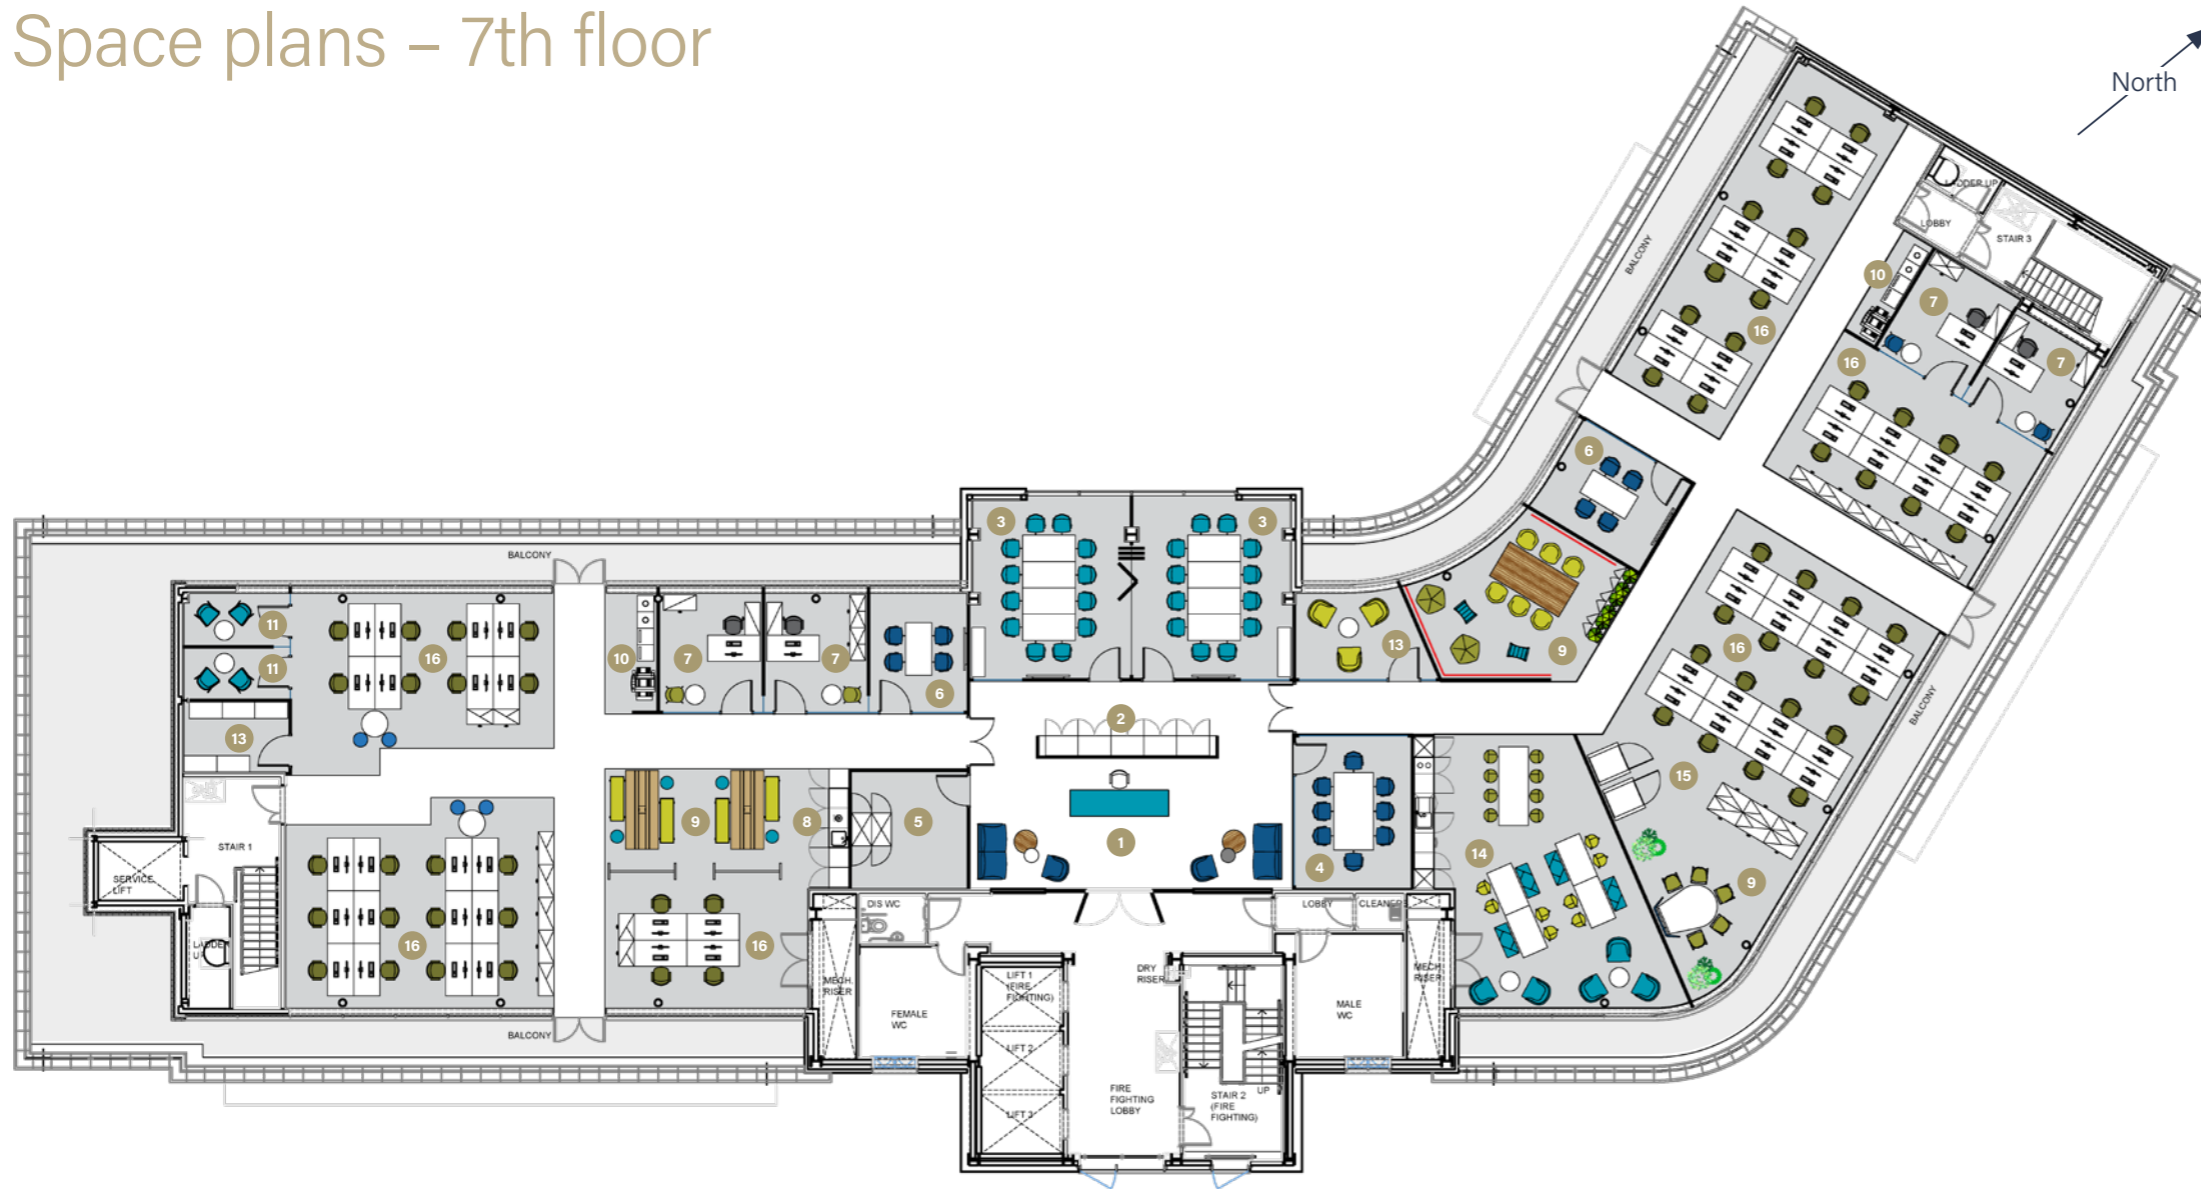 Space plans – 7th floor
North
LADDER UP
LOBBY
STAIR 3
BALCONY
10
7
16
16
7
6
3
3
BALCONY
11
16
11
10
7
7
6
13
9
16
BALCONY
13
2
15
9
8
5
1
4
14
9
STAIR 1
SERVICE
LIFT
LADDER
16
16
DIS WC
LOBBY
CLEANERS
MECH.
RISER
FEMALE
WC
LIFT 1
(FIRE
FIGHTING)
LIFT 2
LIFT 3
DRY
RISER
MALE
WC
MECH.
RISER
BALCONY
FIRE
FIGHTING
LOBBY
STAIR 2
(FIRE
FIGHTING)
UP